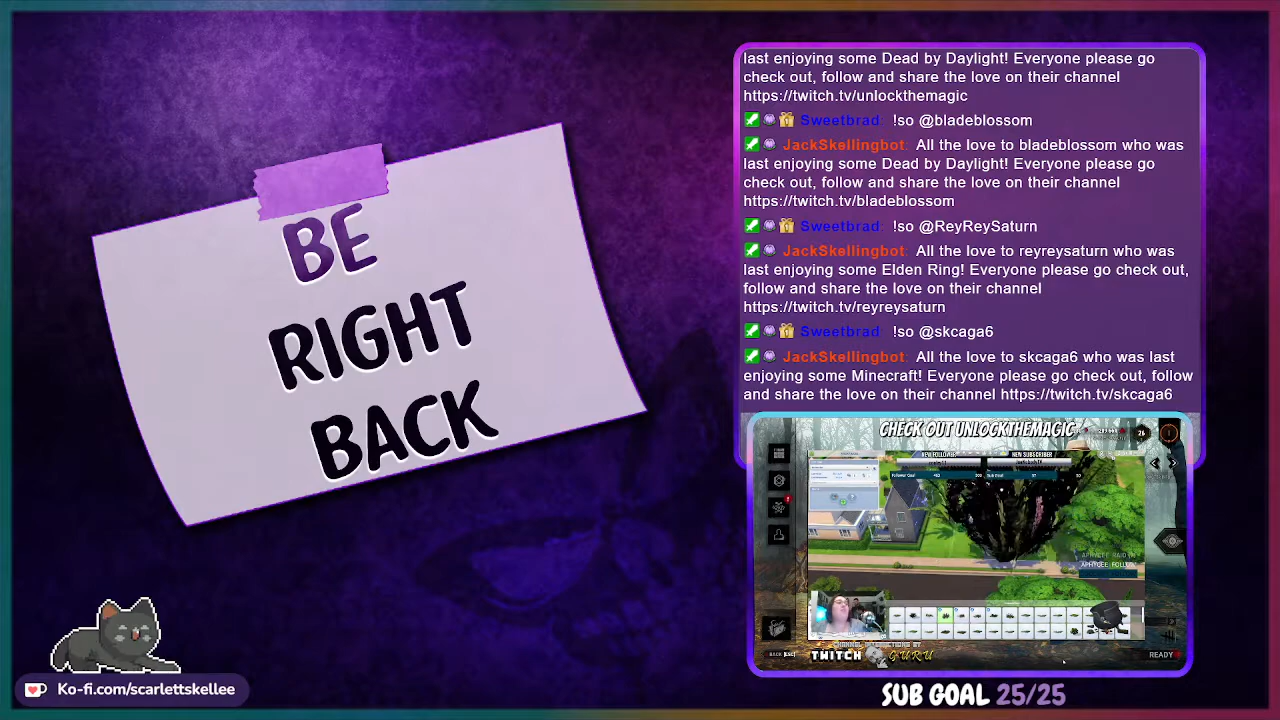 BE
RIGHT
BACK
last enjoying some Dead by Daylight! Everyone please go
check out, follow and share the love on their channel
https://twitch.tv/unlockthemagic
Sweetbrad: !so @bladeblossom
JackSkellingbot: All the love to bladeblossom who was
last enjoying some Dead by Daylight! Everyone please go
check out, follow and share the love on their channel
https://twitch.tv/bladeblossom
Sweetbrad: !so @ReyReySaturn
JackSkellingbot: All the love to reyreysaturn who was
last enjoying some Elden Ring! Everyone please go check out,
follow and share the love on their channel
https://twitch.tv/reyreysaturn
Sweetbrad: !so @skcaga6
JackSkellingbot: All the love to skcaga6 who was last
enjoying some Minecraft! Everyone please go check out, follow
and share the love on their channel https://twitch.tv/skcaga6
CHECK OUT UNLOCKTHEMAGIC
NEW FOLLOWER
NEW SUBSCRIBER
BACK [ESC]
TWITCH GURU
READY
SUB GOAL 25/25
Ko-fi.com/scarlettskellee